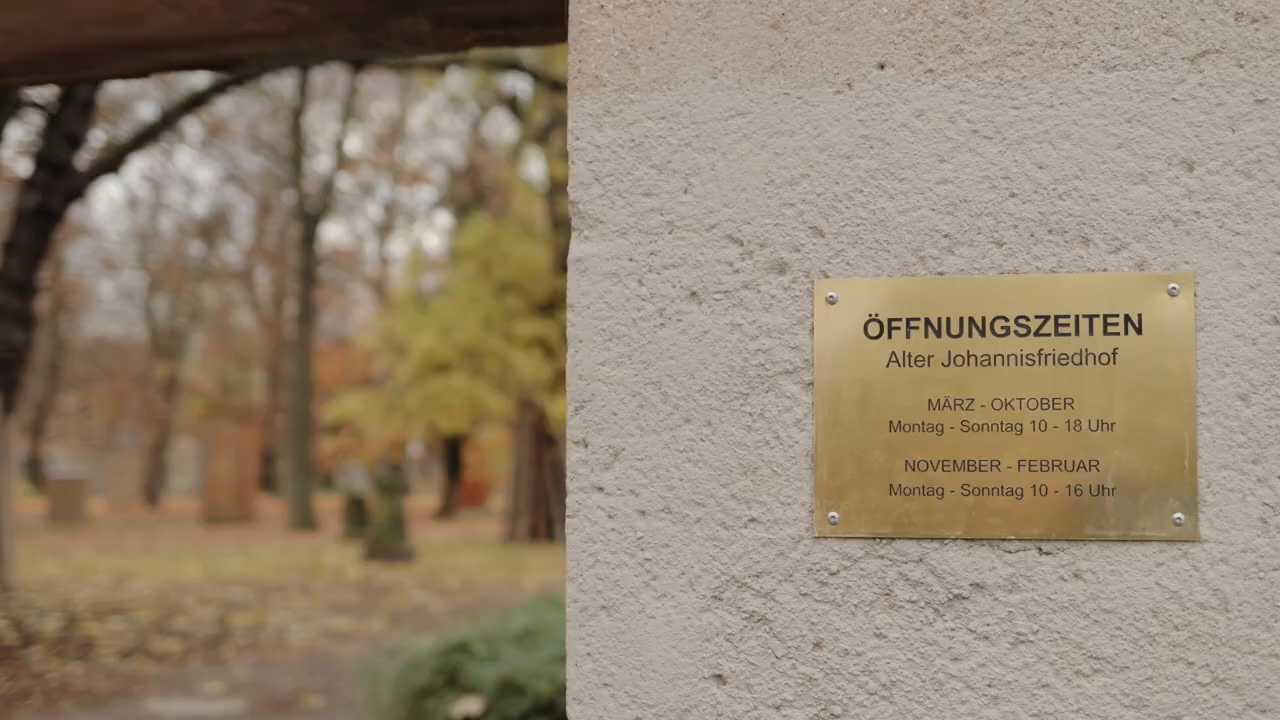 ÖFFNUNGSZEITEN
Alter Johannisfriedhof
MÄRZ - OKTOBER
Montag - Sonntag 10 - 18 Uhr
NOVEMBER - FEBRUAR
Montag - Sonntag 10 - 16 Uhr